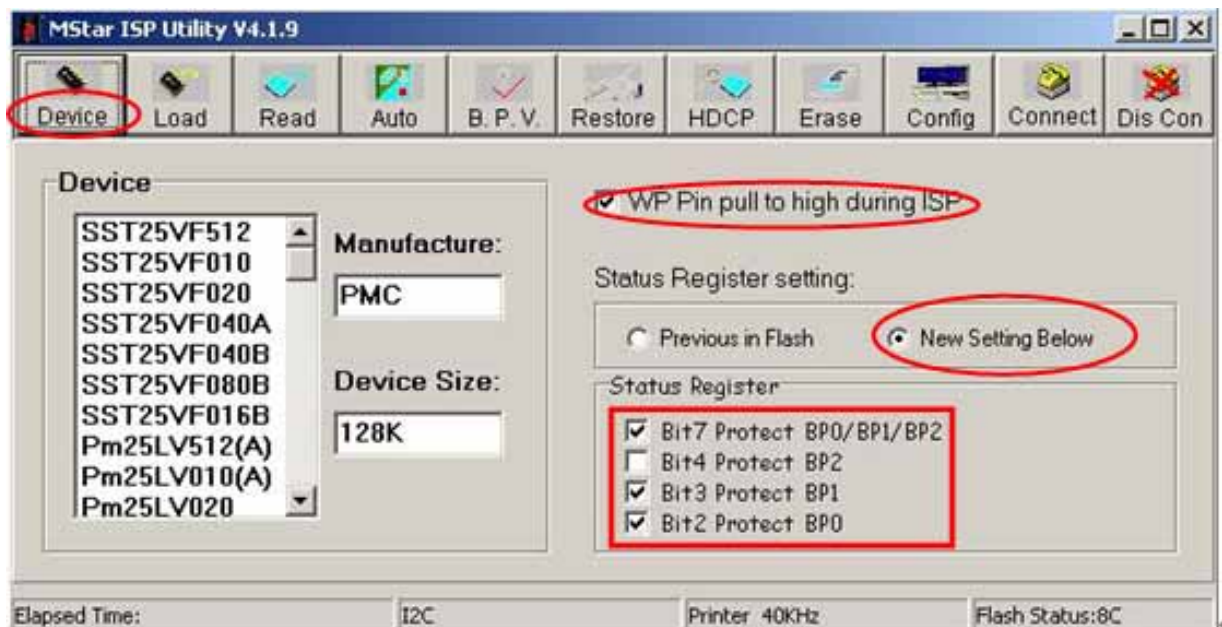 MStar ISP Utility V4.1.9
Device Load Read Auto B. P. V. Restore HDCP Erase Config Connect Dis Con
Device
SST25VF512
SST25VF010
SST25VF020
SST25VF040A
SST25VF040B
SST25VF080B
SST25VF016B
Pm25LV512(A)
Pm25LV010(A)
Pm25LV020
Manufacture:
PMC
Device Size:
128K
WP Pin pull to high during ISP
Status Register setting:
Previous in Flash New Setting Below
Status Register
Bit7 Protect BP0/BP1/BP2
Bit4 Protect BP2
Bit3 Protect BP1
Bit2 Protect BP0
Elapsed Time: I2C Printer 40KHz Flash Status:8C